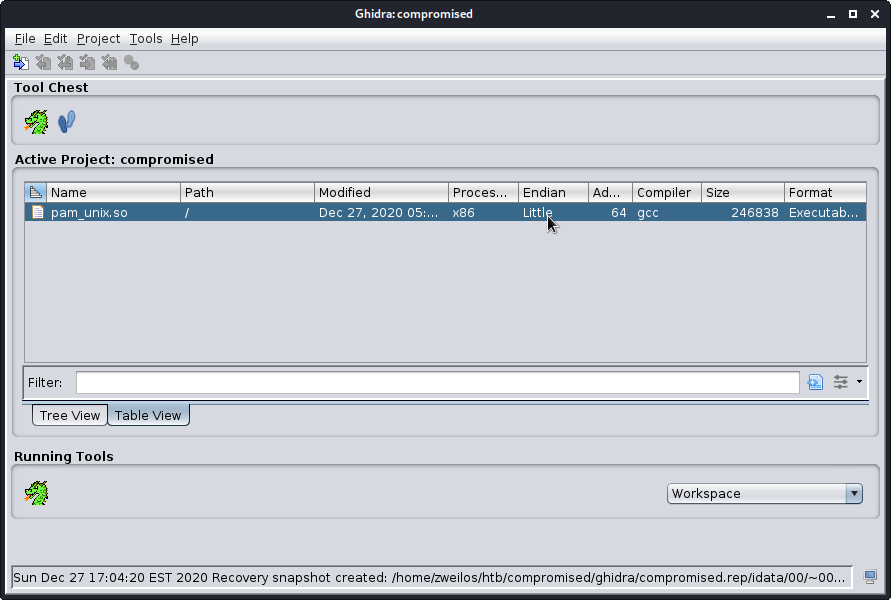 Ghidra: compromised
File Edit Project Tools Help
Tool Chest
Active Project: compromised
Name Path Modified Proces... Endian Ad... Compiler Size Format
pam_unix.so / Dec 27, 2020 05:... x86 Little 64 gcc 246838 Executab...
Filter:
Tree View Table View
Running Tools
Workspace
Sun Dec 27 17:04:20 EST 2020 Recovery snapshot created: /home/zweilos/htb/compromised/ghidra/compromised.rep/idata/00/~00...